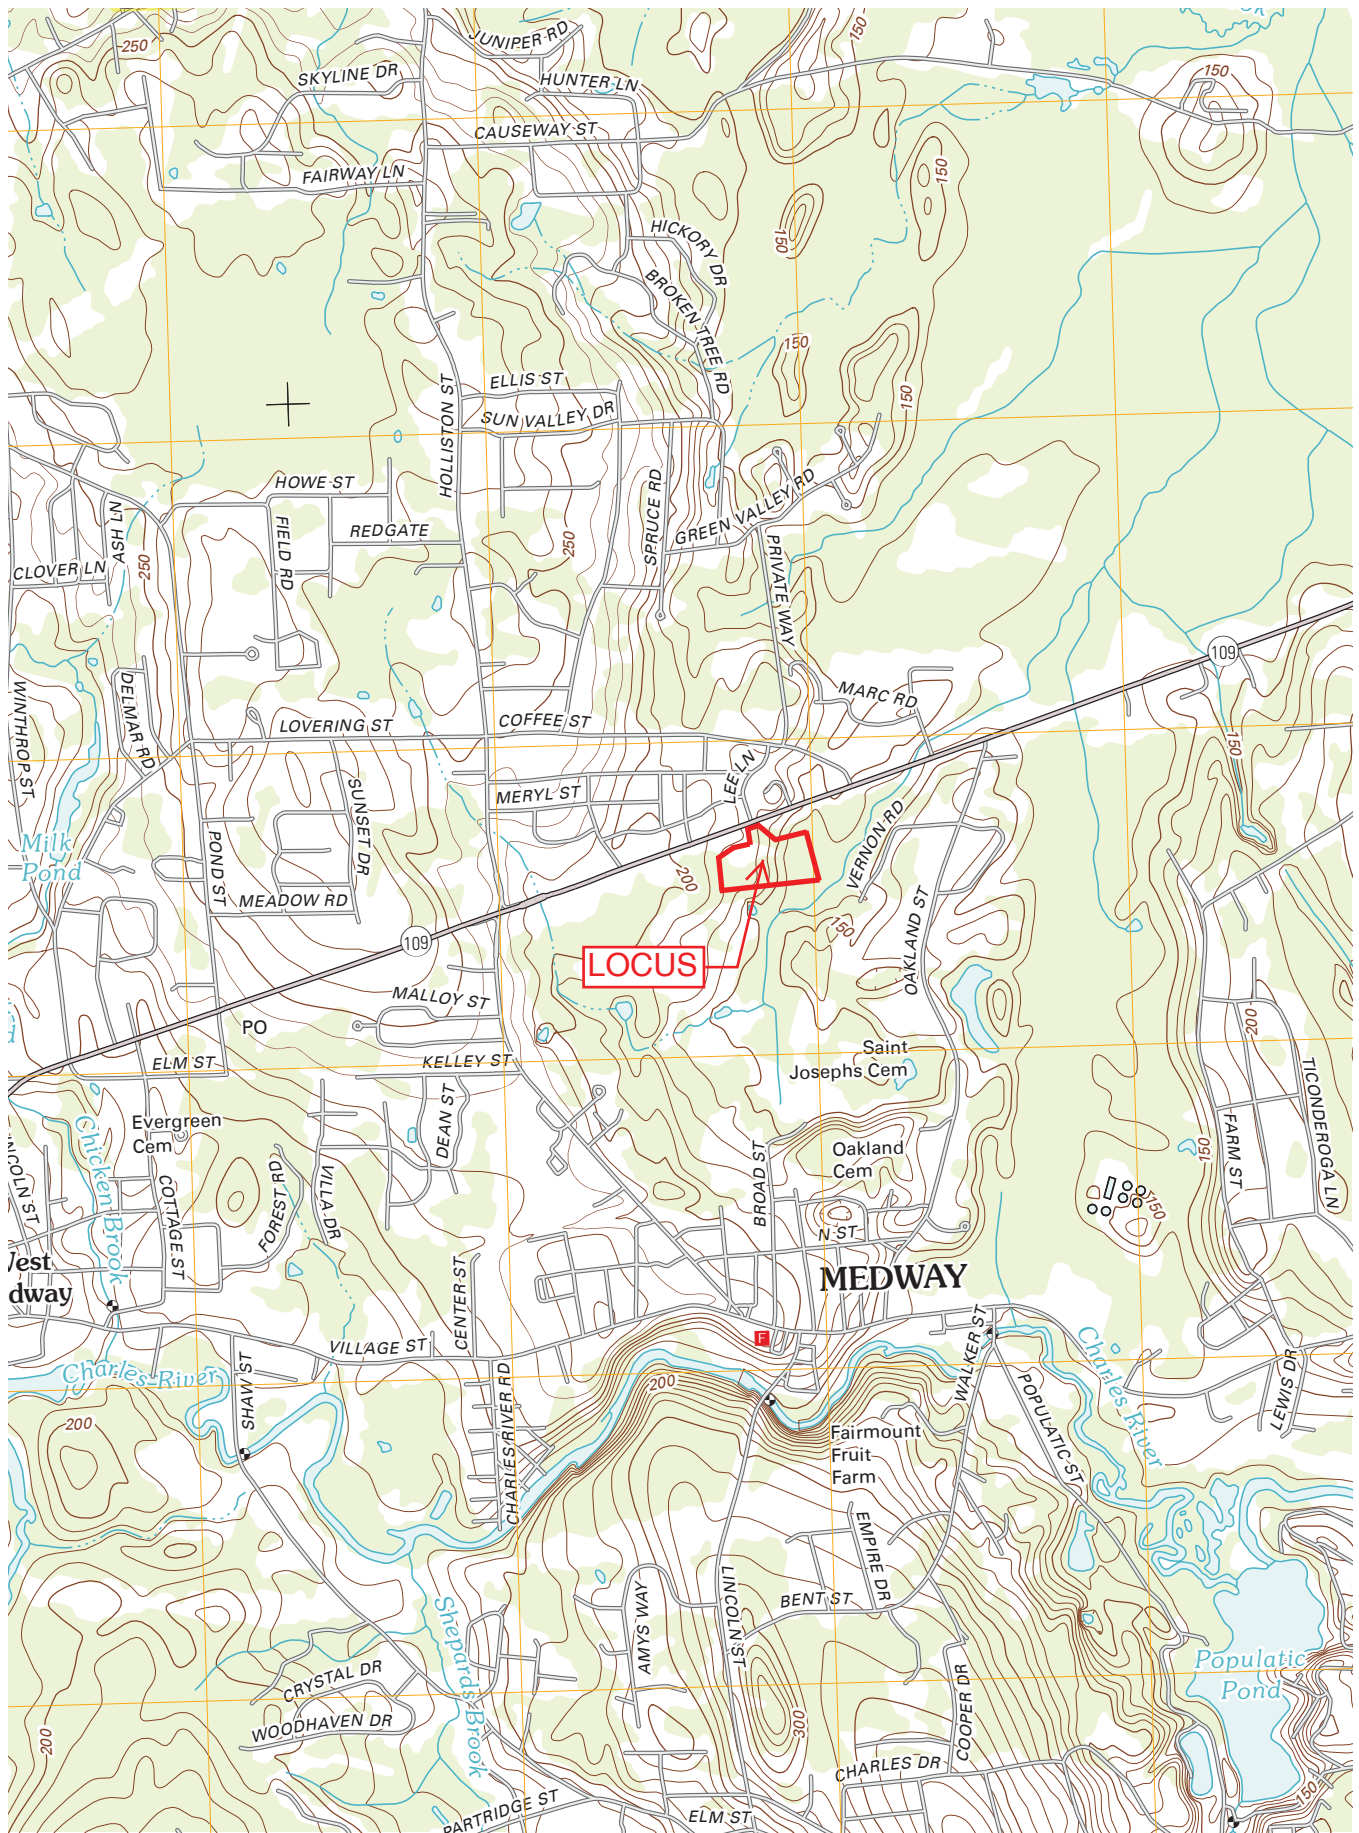 JUNIPER RD
250
150
SKYLINE DR
HUNTER LN
150
CAUSEWAY ST
FAIRWAY LN
150
HICKORY DR
150
BROKEN TREE RD
150
ELLIS ST
150
HOLLISTON ST
SUN VALLEY DR
HOWE ST
SPRUCE RD
GREEN VALLEY RD
ASH LN
FIELD RD
REDGATE
250
250
CLOVER LN
PRIVATE WAY
109
WINTHROP ST
DELMAR RD
MARC RD
LOVERING ST
COFFEE ST
150
LEE LN
MERYL ST
SUNSET DR
VERNON RD
Milk
Pond
POND ST
200
MEADOW RD
150
OAKLAND ST
109
LOCUS
MALLOY ST
PO
200
Saint
Josephs Cem
KELLEY ST
ELM ST
TICONDEROGA LN
Evergreen
Cem
DEAN ST
BROAD ST
Oakland
Cem
150
FARM ST
Chicken Brook
NCOLN ST
COTTAGE ST
FOREST RD
VILLA DR
150
N ST
West
dway
MEDWAY
CENTER ST
F
VILLAGE ST
WALKER ST
Charles River
Charles River
SHAW ST
200
LEWIS DR
POPULATIC ST
CHARLES RIVER RD
200
Fairmount
Fruit
Farm
EMPIRE DR
LINCOLN ST
BENT ST
AMYS WAY
Shepards Brook
Populatic
Pond
CRYSTAL DR
WOODHAVEN DR
COOPER DR
300
200
CHARLES DR
150
PARTRIDGE ST
ELM ST